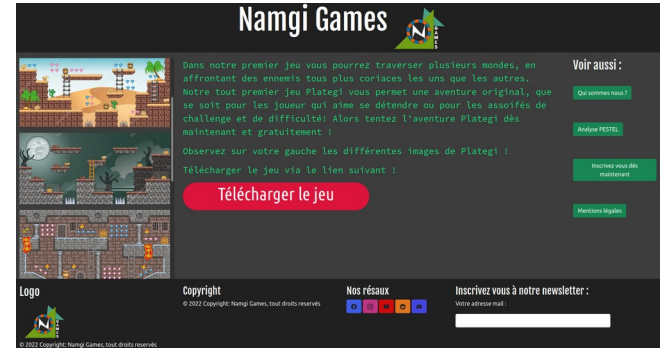 Namgi Games
N
GAMES
Dans notre premier jeu vous pourrez traverser plusieurs mondes, en
affrontant des ennemis tous plus coriaces les uns que les autres.
Notre tout premier jeu Plategi vous permet une aventure original, que
se soit pour les joueur qui aime se détendre ou pour les assoifés de
challenge et de difficulté! Alors tentez l'aventure Plategi dès
maintenant et gratuitement !
Observez sur votre gauche les différentes images de Plategi !
Télécharger le jeu via le lien suivant !
Télécharger le jeu
Voir aussi :
Qui sommes nous ?
Analyse PESTEL
Inscrivez vous dès
maintenant
Mentions légales
Logo
N
GAMES
© 2022 Copyright: Namgi Games, tout droits reservés
Copyright
© 2022 Copyright: Namgi Games, tout droits reservés
Nos résaux
Inscrivez vous à notre newsletter :
Votre adresse mail :